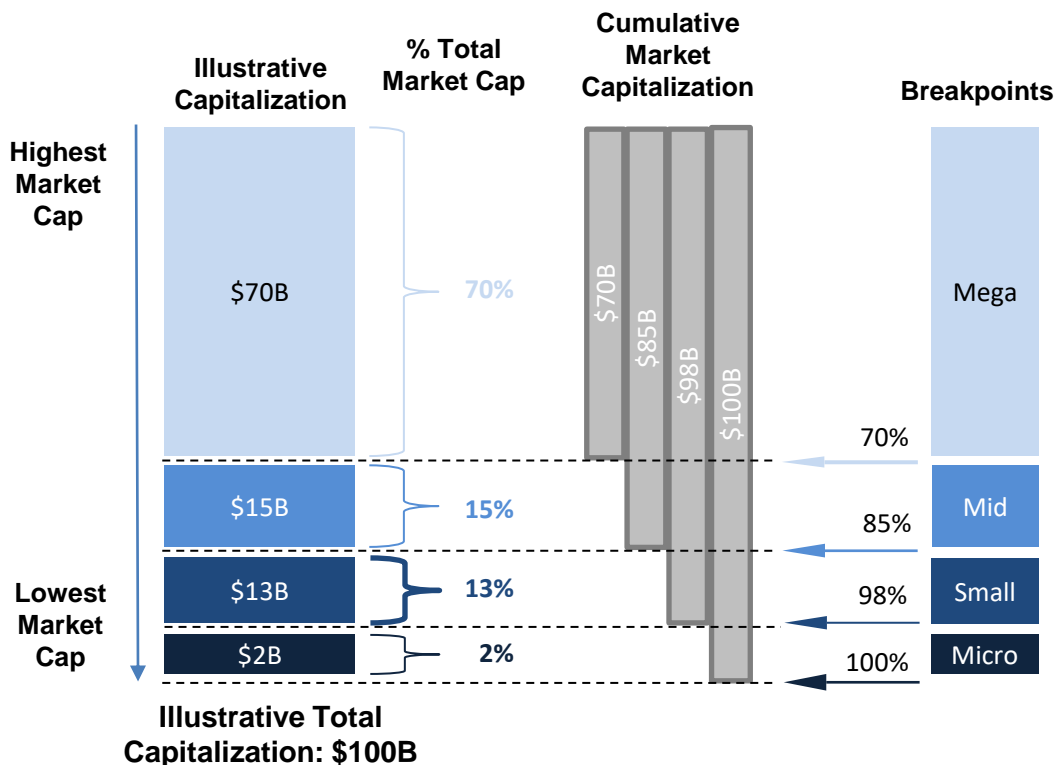 Illustrative
Capitalization
% Total
Market Cap
Cumulative
Market
Capitalization
Breakpoints
Highest
Market
Cap
$70B
70%
$70B
$85B
$98B
$100B
70%
Mega
$15B
15%
85%
Mid
Lowest
Market
Cap
$13B
13%
98%
Small
$2B
2%
100%
Micro
Illustrative Total
Capitalization: $100B